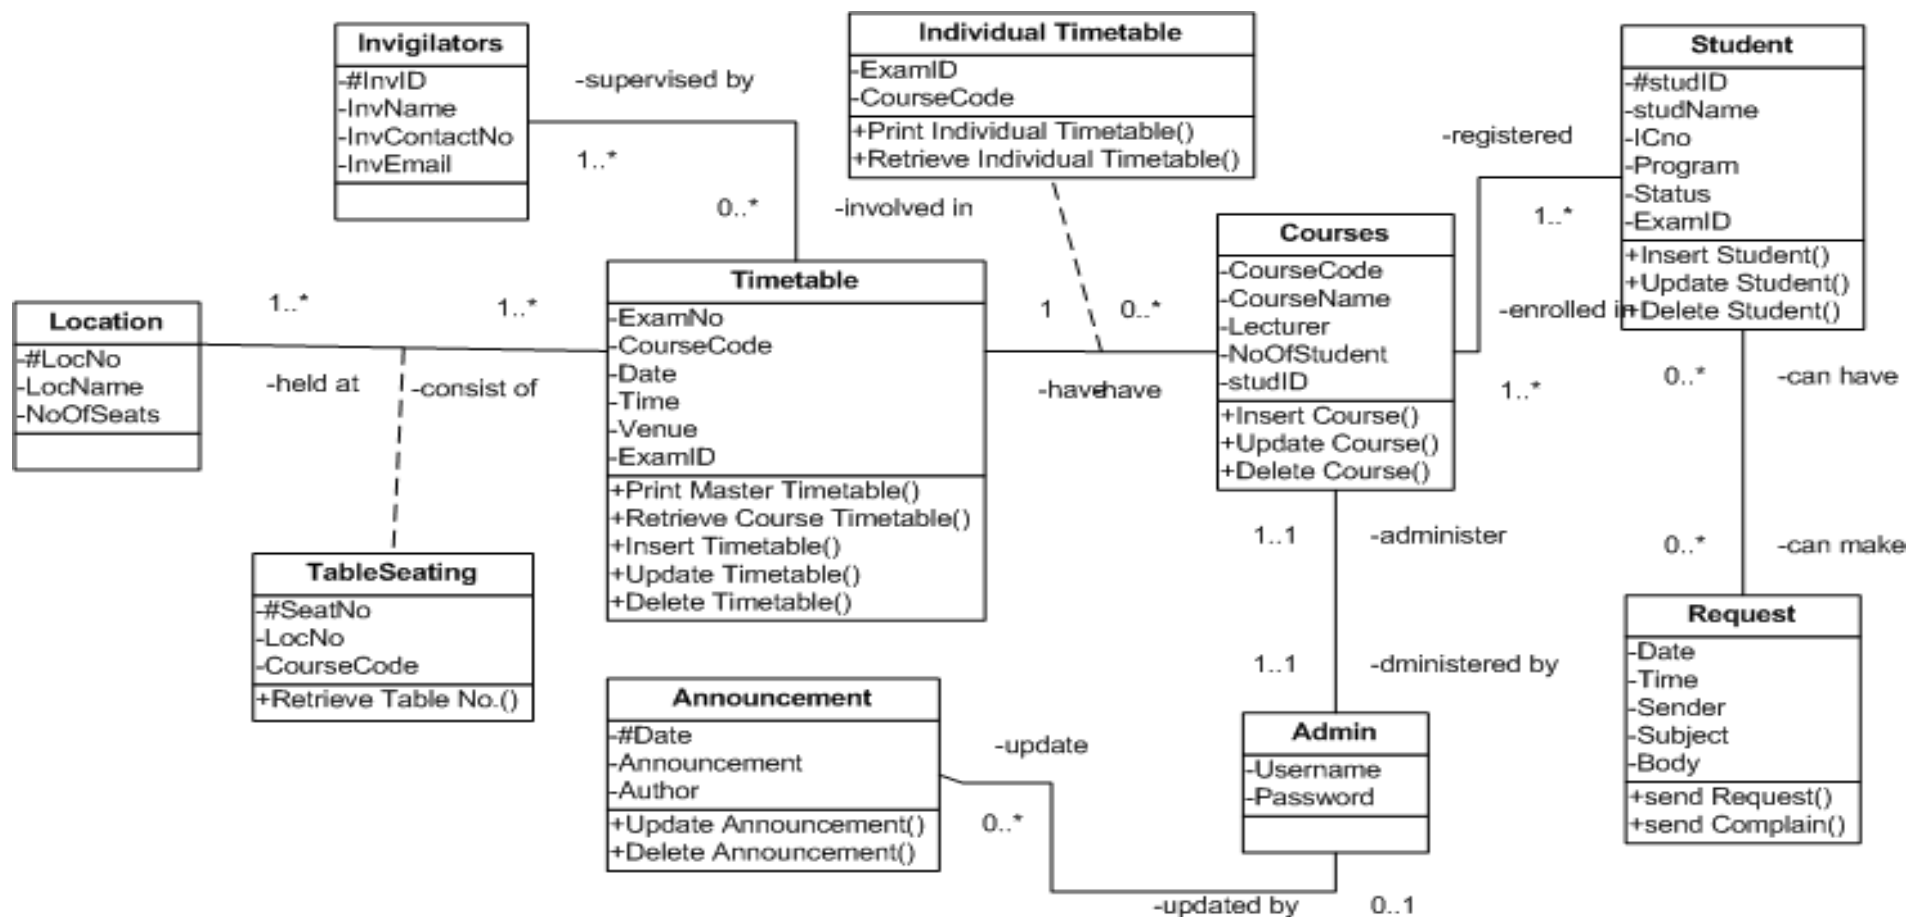 Invigilators
-#InvID
-InvName
-InvContactNo
-InvEmail
-supervised by
1..*
0..*
-involved in
Individual Timetable
-ExamID
-CourseCode
+Print Individual Timetable()
+Retrieve Individual Timetable()
Student
-#studID
-studName
-ICno
-Program
-Status
-ExamID
+Insert Student()
+Update Student()
+Delete Student()
-registered
1..*
-enrolled in
1..*
Location
-#LocNo
-LocName
-NoOfSeats
1..*
1..*
-held at
-consist of
Timetable
-ExamNo
-CourseCode
-Date
-Time
-Venue
-ExamID
+Print Master Timetable()
+Retrieve Course Timetable()
+Insert Timetable()
+Update Timetable()
+Delete Timetable()
1
0..*
-have
-have
Courses
-CourseCode
-CourseName
-Lecturer
-NoOfStudent
-studID
+Insert Course()
+Update Course()
+Delete Course()
0..*
-can have
0..*
-can make
TableSeating
-#SeatNo
-LocNo
-CourseCode
+Retrieve Table No.()
1..1
-administer
1..1
-dministered by
Request
-Date
-Time
-Sender
-Subject
-Body
+send Request()
+send Complain()
Announcement
-#Date
-Announcement
-Author
+Update Announcement()
+Delete Announcement()
-update
0..*
Admin
-Username
-Password
-updated by
0..1